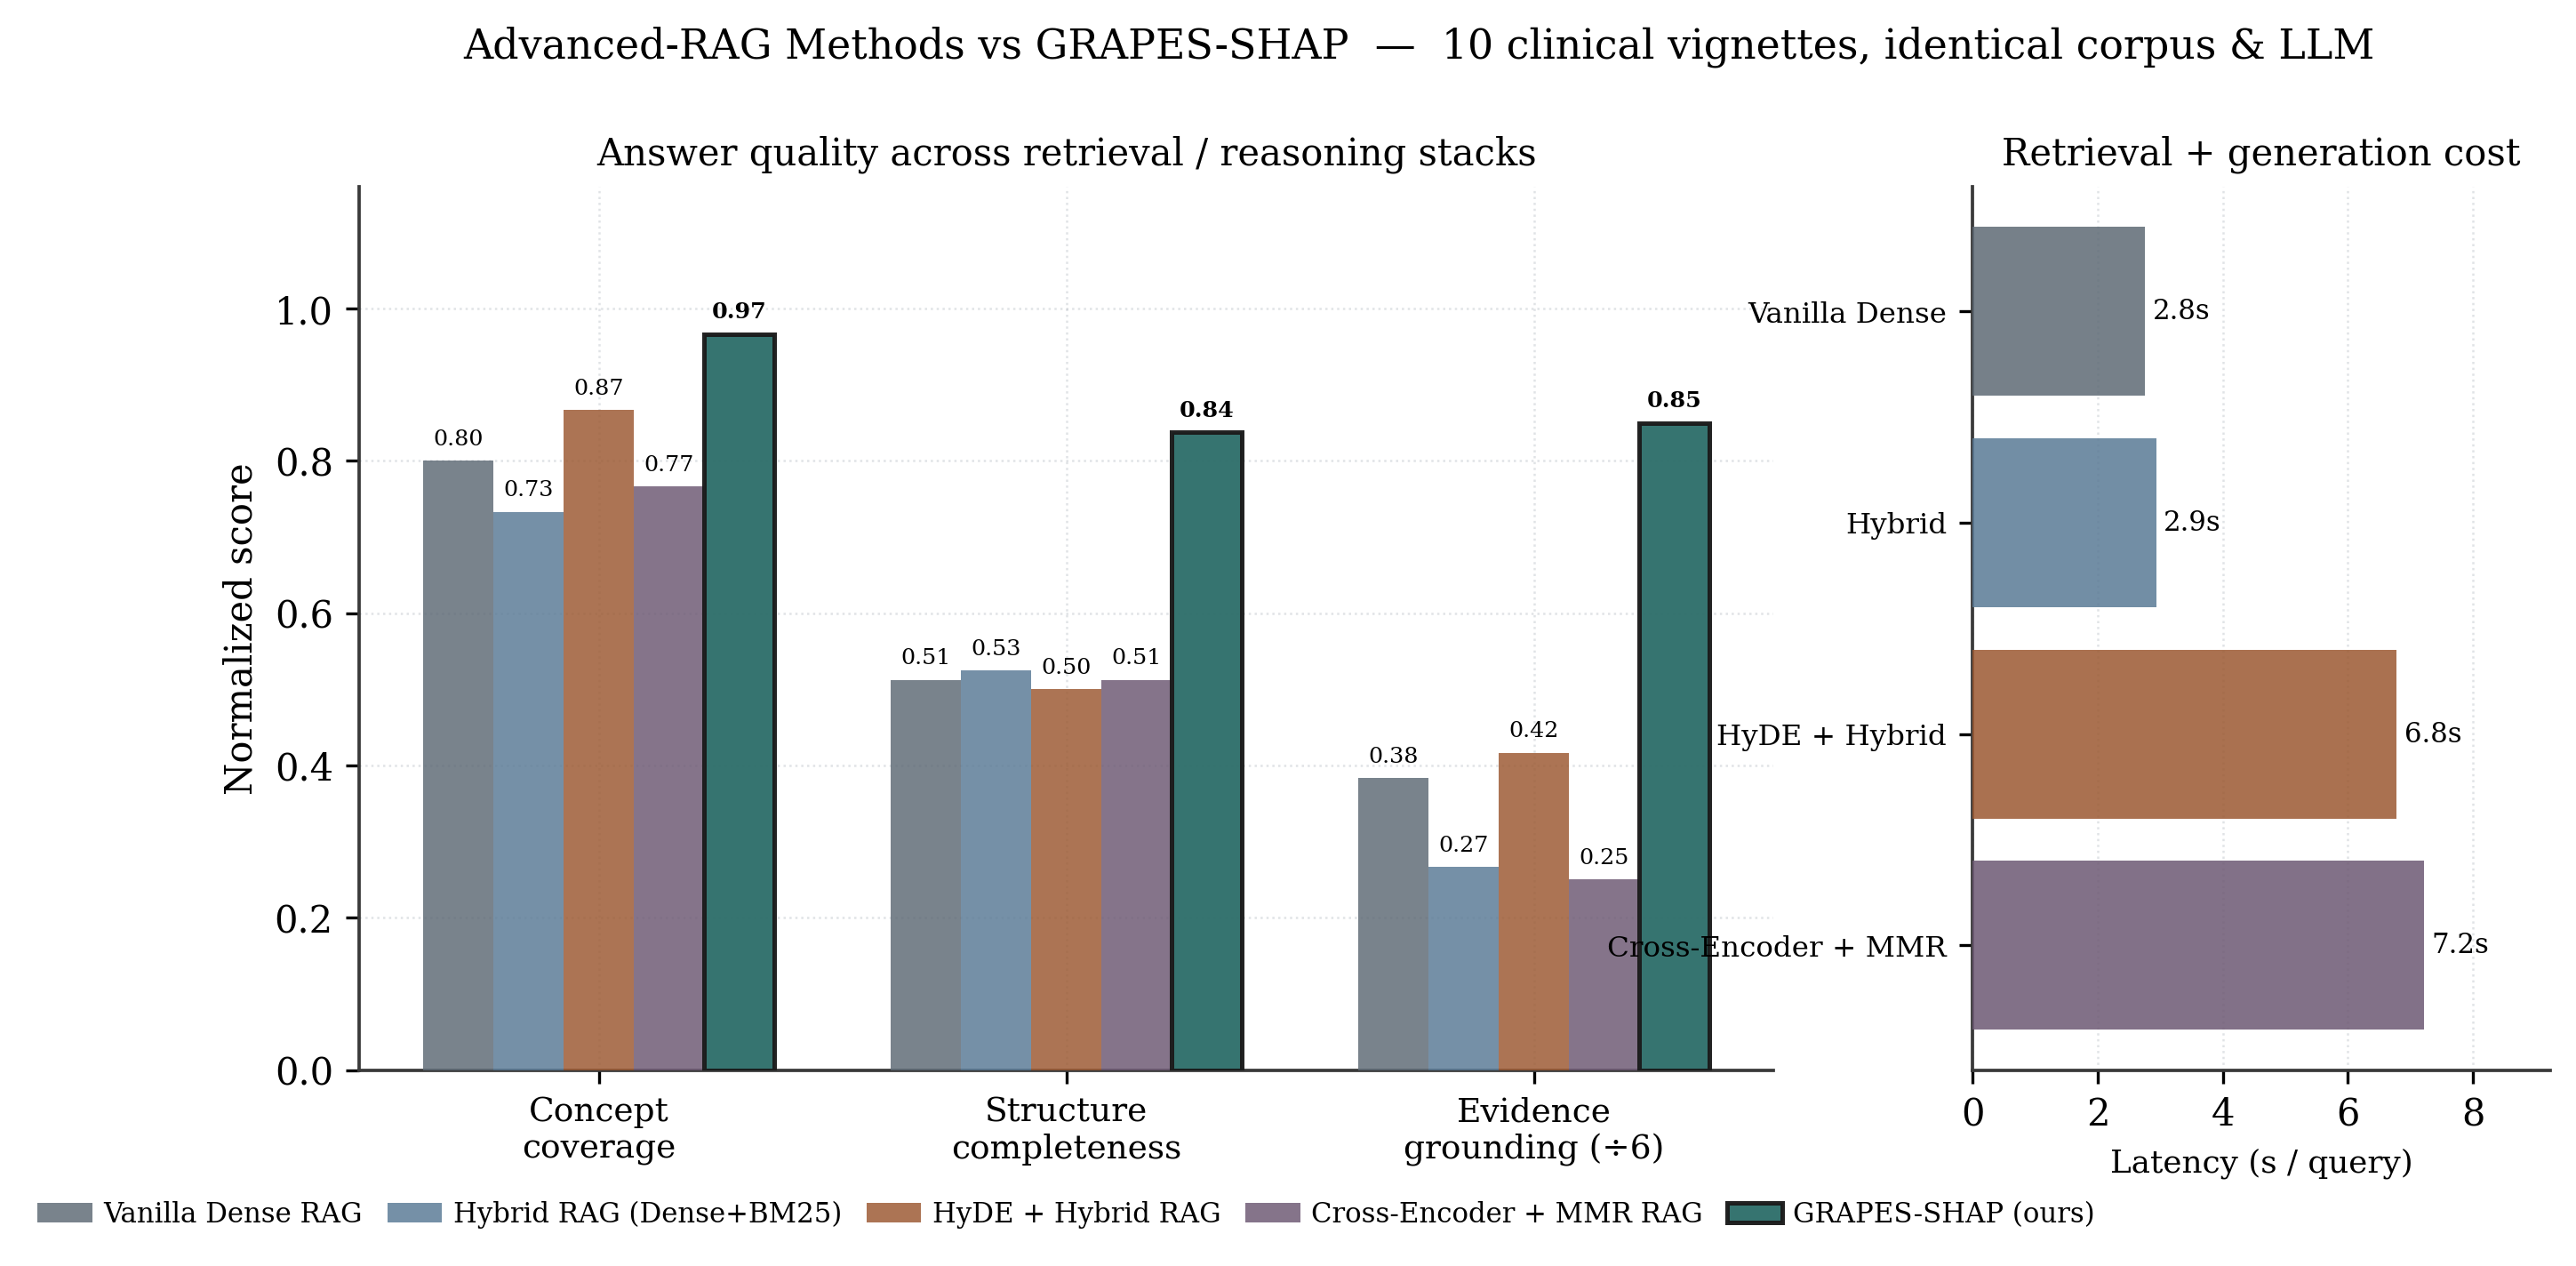 Advanced-RAG Methods vs GRAPES-SHAP — 10 clinical vignettes, identical corpus & LLM
Answer quality across retrieval / reasoning stacks
Normalized score
1.0
0.8
0.6
0.4
0.2
0.0
0.80
0.73
0.87
0.77
0.97
0.51
0.53
0.50
0.51
0.84
0.38
0.27
0.42
0.25
0.85
Concept
coverage
Structure
completeness
Evidence
grounding (÷6)
Retrieval + generation cost
Vanilla Dense
2.8s
Hybrid
2.9s
HyDE + Hybrid
6.8s
Cross-Encoder + MMR
7.2s
0
2
4
6
8
Latency (s / query)
Vanilla Dense RAG
Hybrid RAG (Dense+BM25)
HyDE + Hybrid RAG
Cross-Encoder + MMR RAG
GRAPES-SHAP (ours)